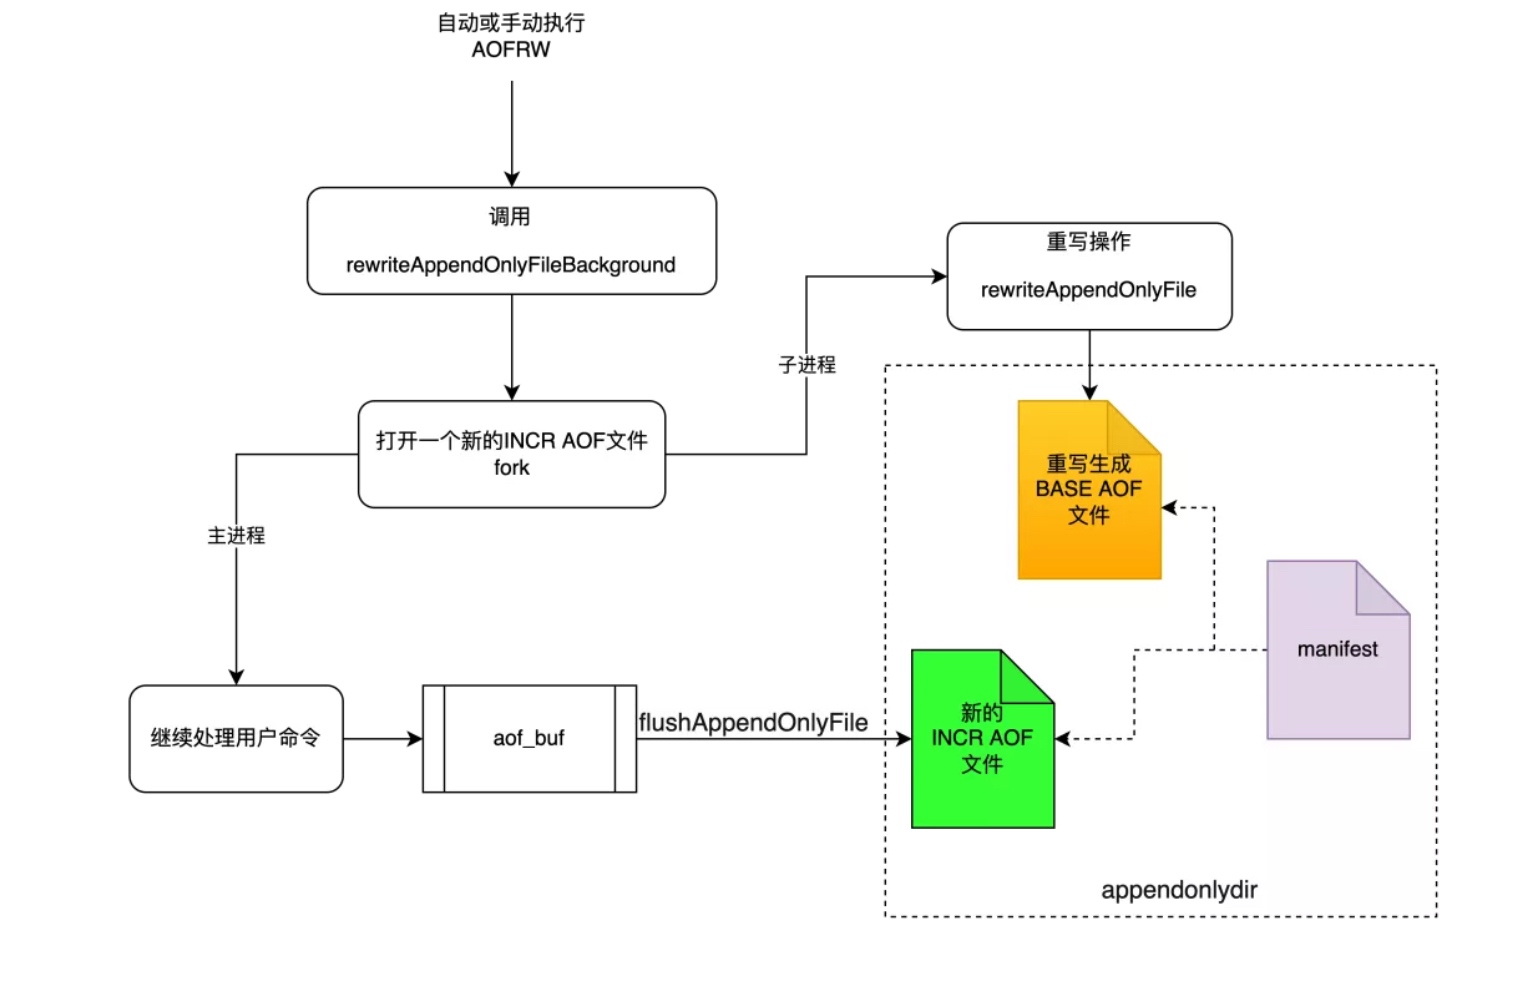 自动或手动执行
AOFRW
调用
rewriteAppendOnlyFileBackground
重写操作
rewriteAppendOnlyFile
子进程
打开一个新的INCR AOF文件
fork
重写生成
BASE AOF
文件
主进程
manifest
继续处理用户命令
aof_buf
flushAppendOnlyFile
新的
INCR AOF
文件
appendonlydir